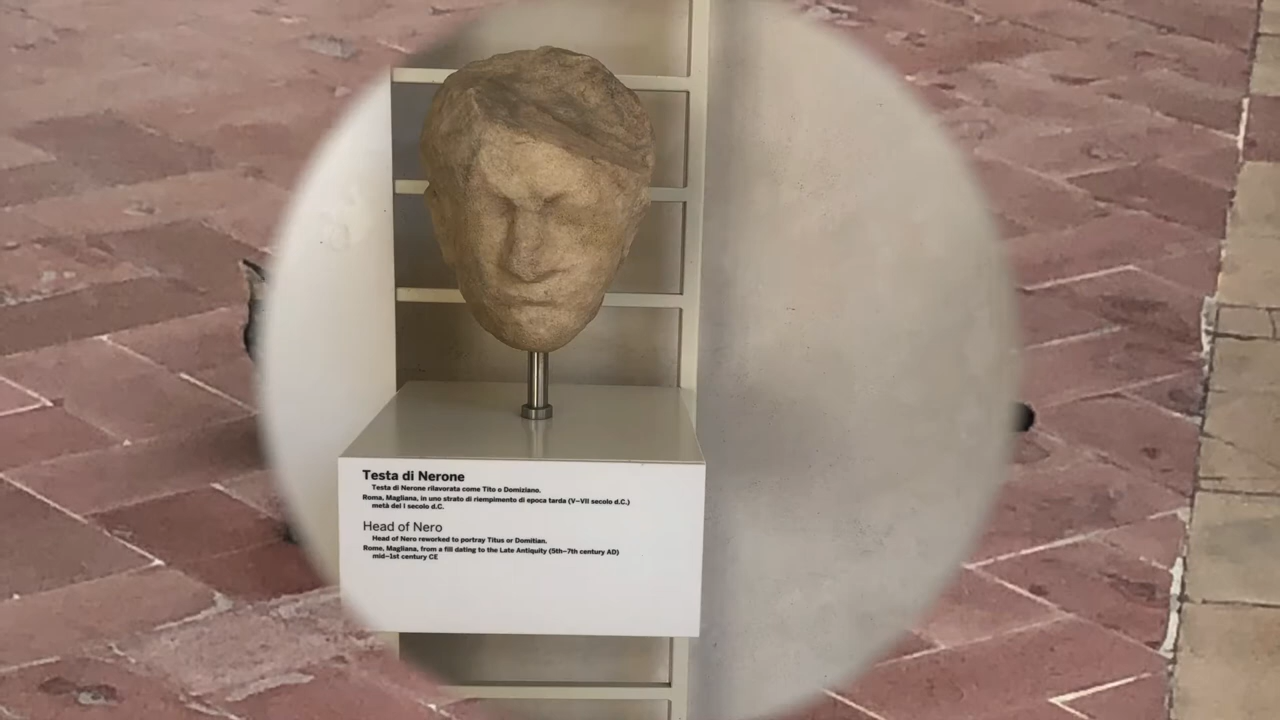 Testa di Nerone
Testa di Nerone rilavorata come Tito o Domiziano.
Roma, Magliana, in uno strato di riempimento di epoca tarda (V–VII secolo d.C.)
metà del I secolo d.C.
Head of Nero
Head of Nero reworked to portray Titus or Domitian.
Rome, Magliana, from a fill dating to the Late Antiquity (5th–7th century AD)
mid–1st century CE